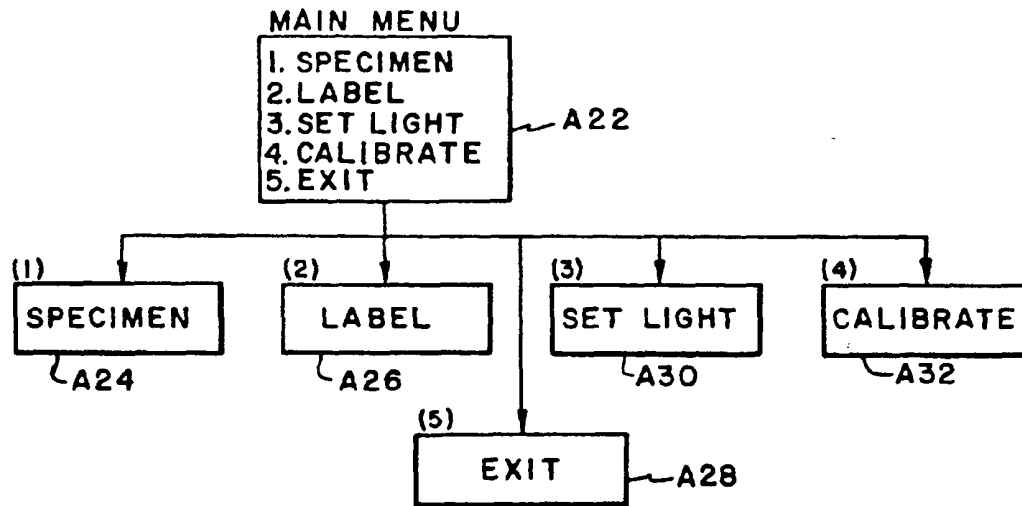 MAIN MENU
1. SPECIMEN
2. LABEL
3. SET LIGHT
4. CALIBRATE
5. EXIT
A22
(1)
SPECIMEN
A24
(2)
LABEL
A26
(3)
SET LIGHT
A30
(4)
CALIBRATE
A32
(5)
EXIT
A28